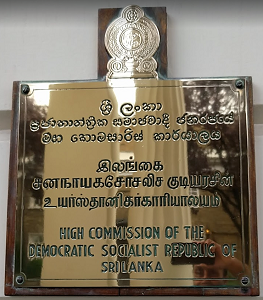 ශ්‍රී ලංකා
ප්‍රජාතාන්ත්‍රික සමාජවාදී ජනරජයේ
මහ කොමසාරිස් කාර්යාලය
இலங்கை
சனநாயகசோசலிச குடியரசின்
உயர்ஸ்தானிகர்காரியாலயம்
HIGH COMMISSION OF THE
DEMOCRATIC SOCIALIST REPUBLIC OF
SRI LANKA